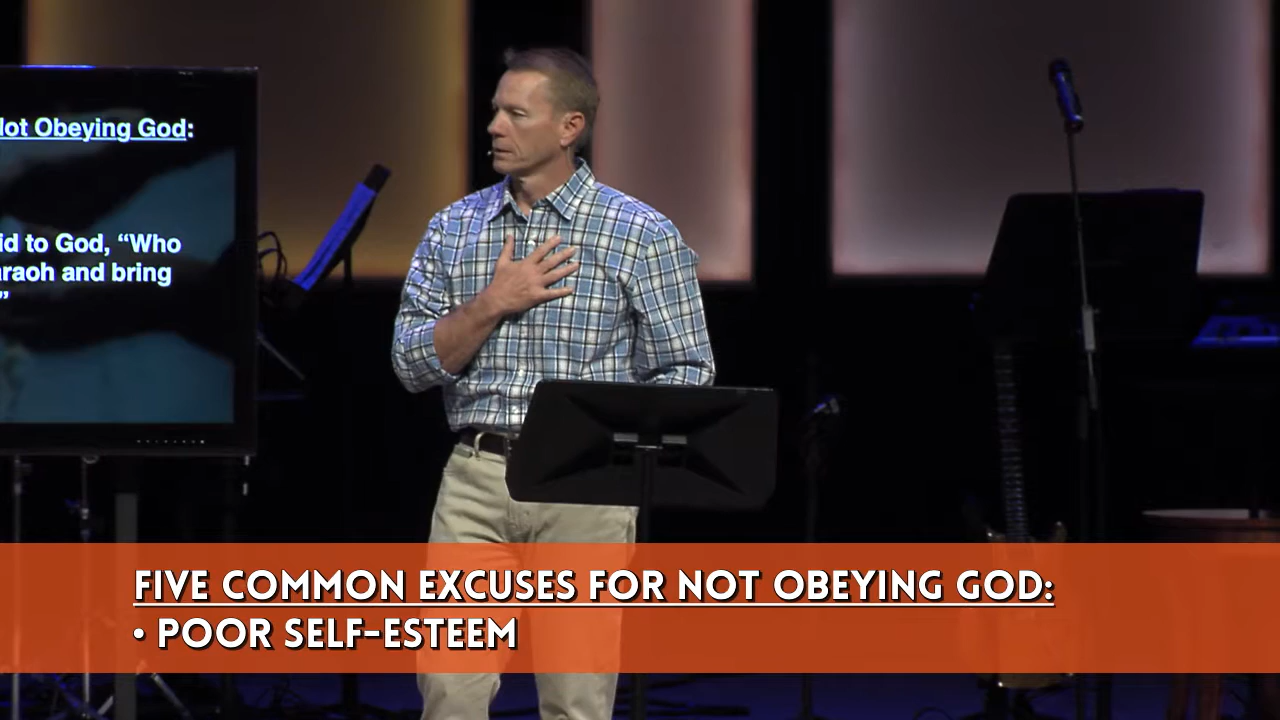 Not Obeying God:
id to God, “Who
araoh and bring
”
FIVE COMMON EXCUSES FOR NOT OBEYING GOD:
• POOR SELF-ESTEEM